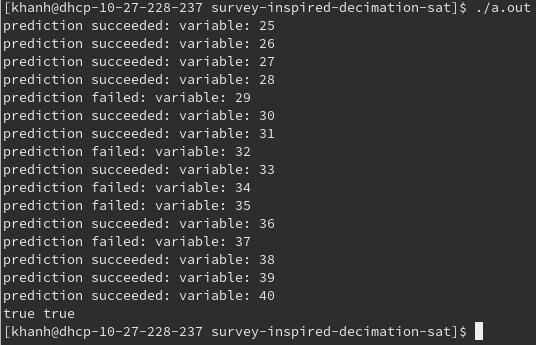 [khanh@dhcp-10-27-228-237 survey-inspired-decimation-sat]$ ./a.out
prediction succeeded: variable: 25
prediction succeeded: variable: 26
prediction succeeded: variable: 27
prediction succeeded: variable: 28
prediction failed: variable: 29
prediction succeeded: variable: 30
prediction succeeded: variable: 31
prediction failed: variable: 32
prediction succeeded: variable: 33
prediction failed: variable: 34
prediction failed: variable: 35
prediction succeeded: variable: 36
prediction failed: variable: 37
prediction succeeded: variable: 38
prediction succeeded: variable: 39
prediction succeeded: variable: 40
true true
[khanh@dhcp-10-27-228-237 survey-inspired-decimation-sat]$